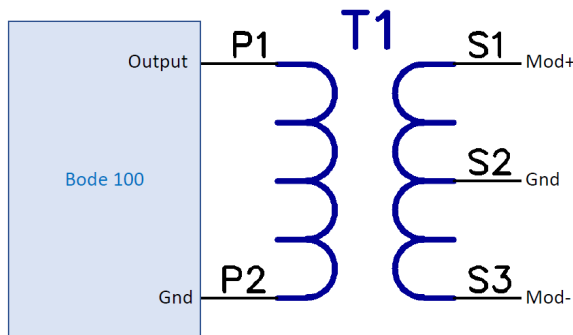 T1
Output P1 S1 Mod+
Bode 100 S2 Gnd
Gnd P2 S3 Mod-